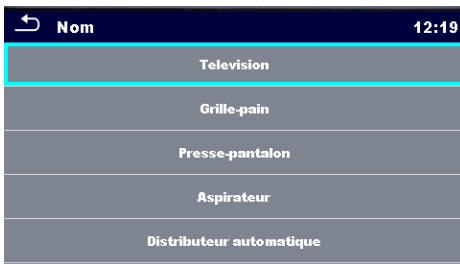 Nom 12:19
Television
Grille-pain
Presse-pantalon
Aspirateur
Distributeur automatique